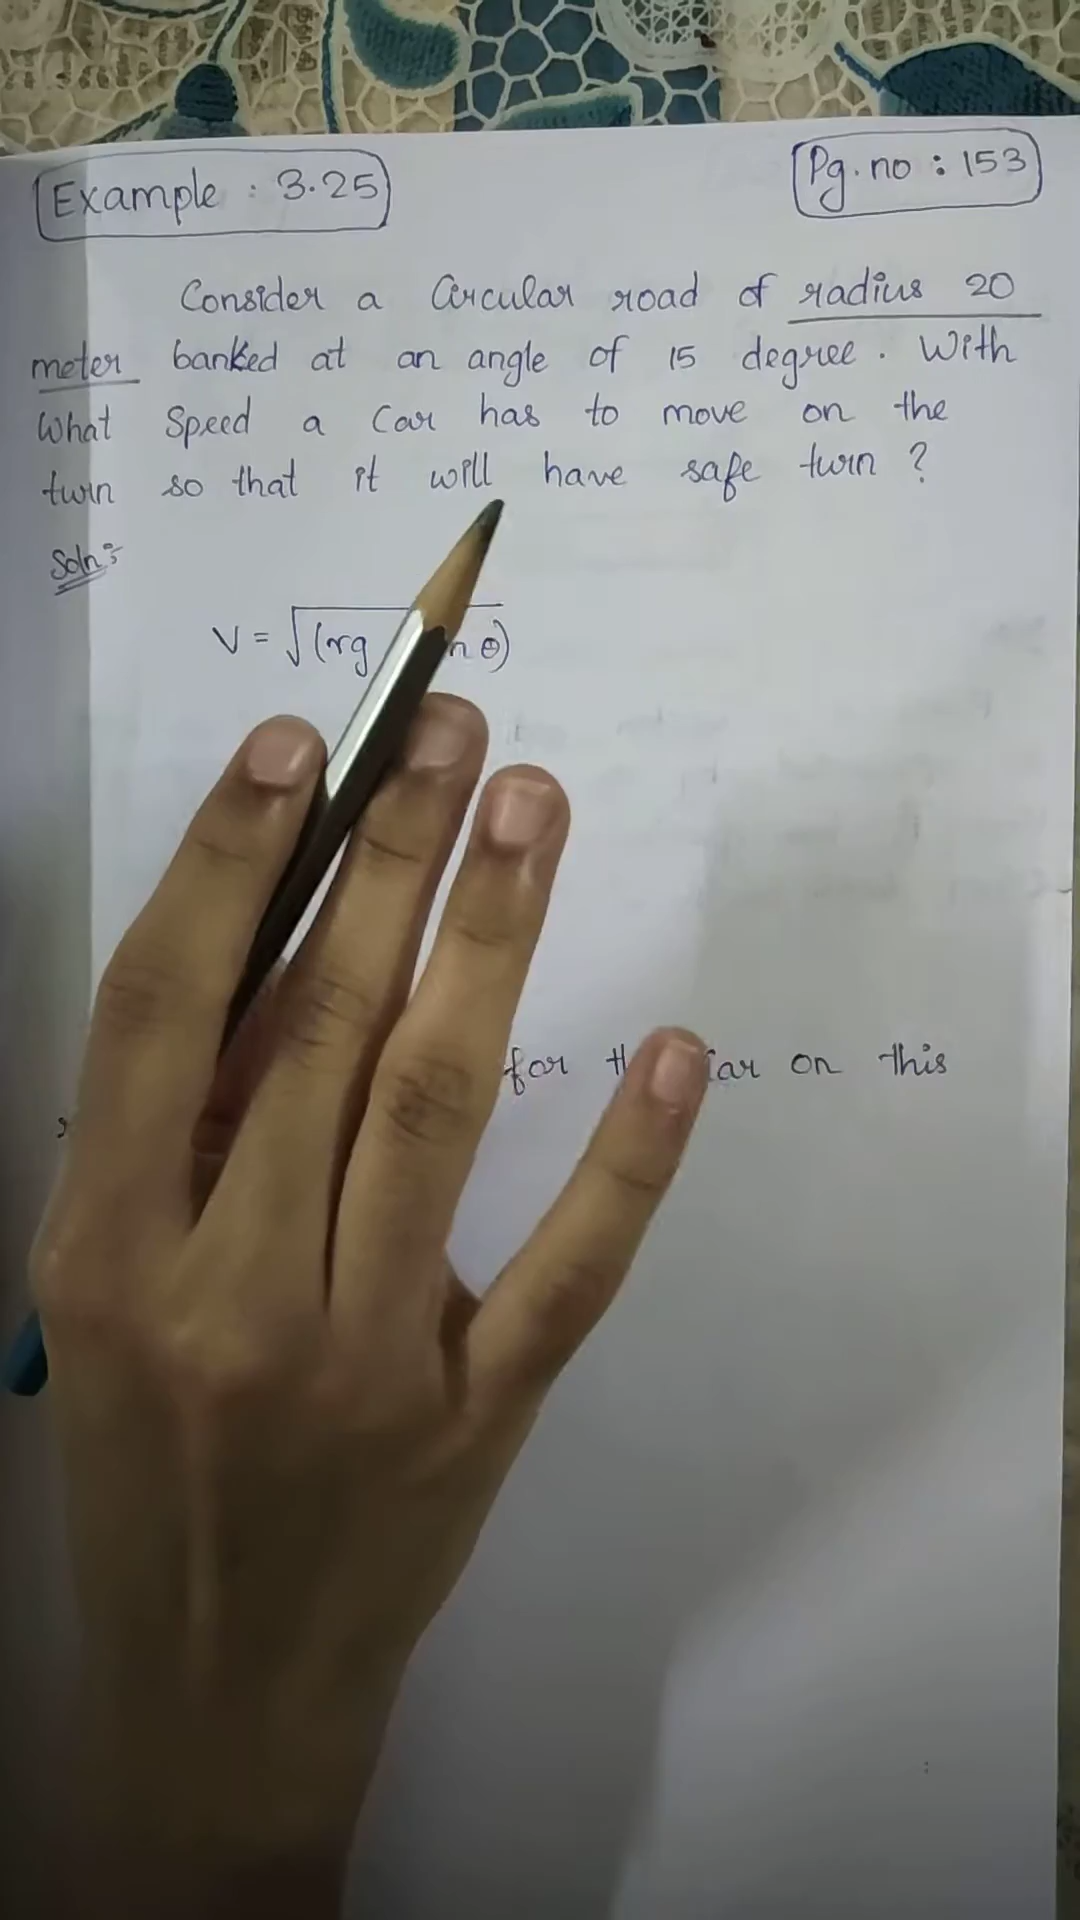 Example : 3.25
Pg. no : 153
Consider a Circular road of radius 20
meter banked at an angle of 15 degree. With
What Speed a Car has to move on the
turn so that it will have safe turn ?
Soln:
V = √(rg n θ)
for car on this